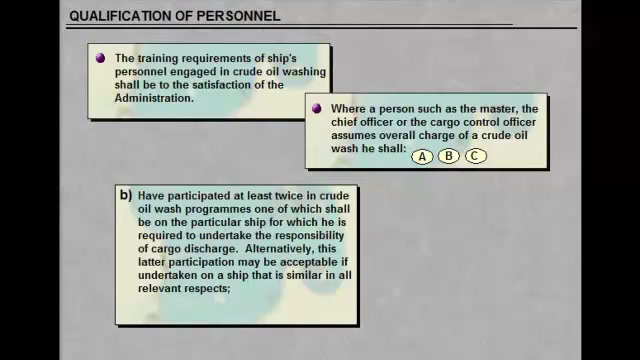 QUALIFICATION OF PERSONNEL
The training requirements of ship's
personnel engaged in crude oil washing
shall be to the satisfaction of the
Administration.
Where a person such as the master, the
chief officer or the cargo control officer
assumes overall charge of a crude oil
wash he shall:
A B C
b) Have participated at least twice in crude
oil wash programmes one of which shall
be on the particular ship for which he is
required to undertake the responsibility
of cargo discharge. Alternatively, this
latter participation may be acceptable if
undertaken on a ship that is similar in all
relevant respects;